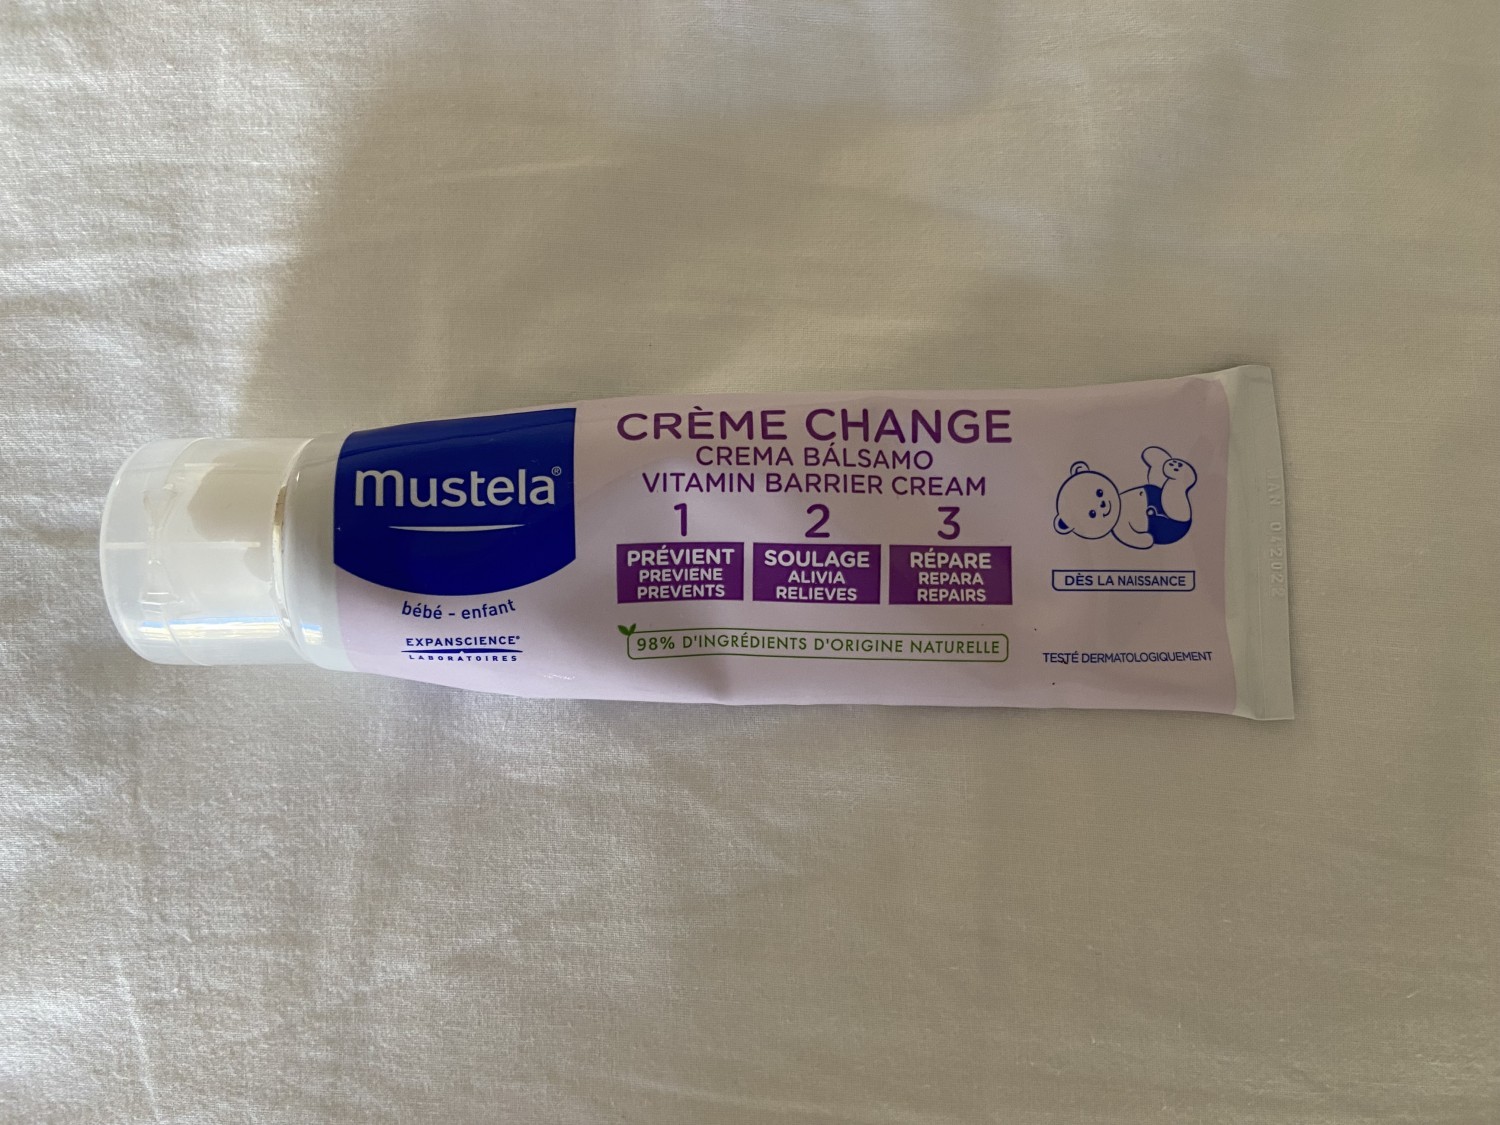 mustela®
bébé - enfant
EXPANSCIENCE®
LABORATOIRES
CRÈME CHANGE
CREMA BÁLSAMO
VITAMIN BARRIER CREAM
1 2 3
PRÉVIENT
PREVIENE
PREVENTS
SOULAGE
ALIVIA
RELIEVES
RÉPARE
REPARA
REPAIRS
98% D'INGRÉDIENTS D'ORIGINE NATURELLE
DÈS LA NAISSANCE
TESTÉ DERMATOLOGIQUEMENT